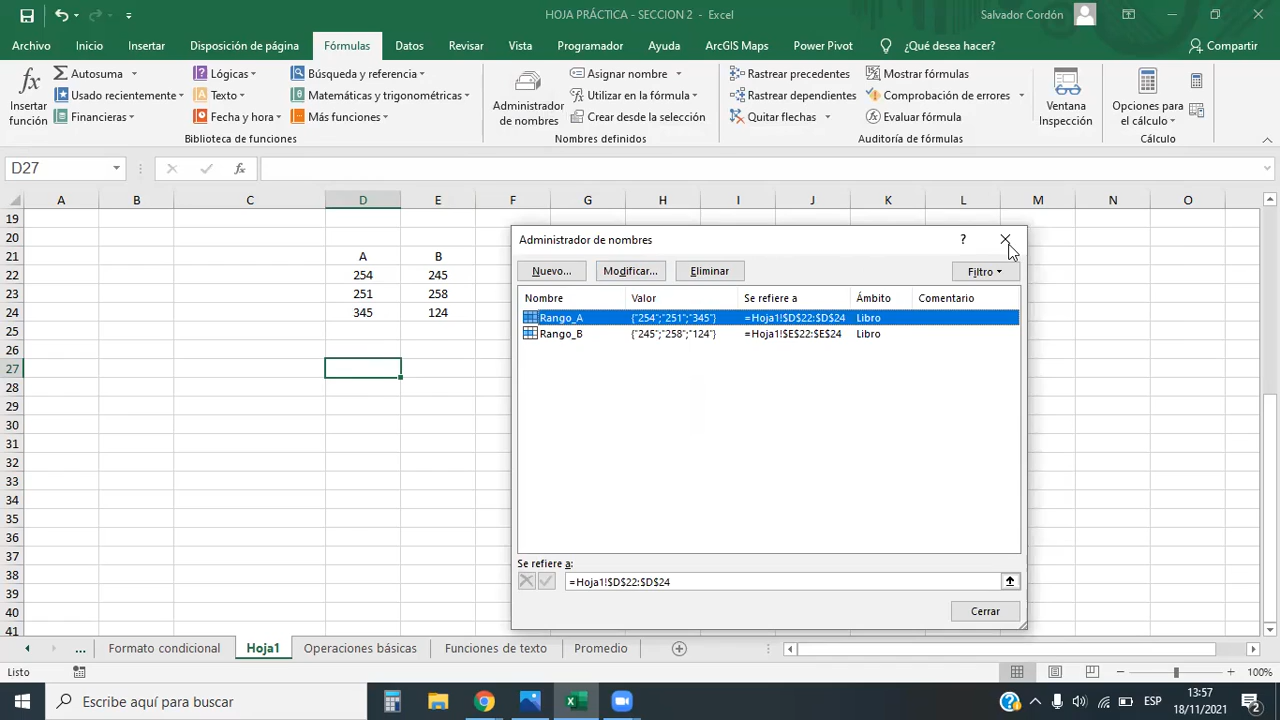 HOJA PRÁCTICA - SECCION 2 - Excel
Salvador Cordón
Archivo Inicio Insertar Disposición de página Fórmulas Datos Revisar Vista Programador Ayuda ArcGIS Maps Power Pivot ¿Qué desea hacer? Compartir
Insertar función
Autosuma
Usado recientemente
Financieras
Lógicas
Texto
Fecha y hora
Búsqueda y referencia
Matemáticas y trigonométricas
Más funciones
Biblioteca de funciones
Administrador de nombres
Asignar nombre
Utilizar en la fórmula
Crear desde la selección
Nombres definidos
Rastrear precedentes
Rastrear dependientes
Quitar flechas
Mostrar fórmulas
Comprobación de errores
Evaluar fórmula
Auditoría de fórmulas
Ventana Inspección
Opciones para el cálculo
Cálculo
D27
fx
A B C D E F G H I J K L M N O
19
20
21 A B
22 254 245
23 251 258
24 345 124
25
26
27
28
29
30
31
32
33
34
35
36
37
38
39
40
41
Administrador de nombres
?
Nuevo... Modificar... Eliminar Filtro
Nombre Valor Se refiere a Ámbito Comentario
Rango_A {"254";"251";"345"} =Hoja1!$D$22:$D$24 Libro
Rango_B {"245";"258";"124"} =Hoja1!$E$22:$E$24 Libro
Se refiere a:
=Hoja1!$D$22:$D$24
Cerrar
... Formato condicional Hoja1 Operaciones básicas Funciones de texto Promedio
Listo 100%
Escribe aquí para buscar
ESP
13:57
18/11/2021
2